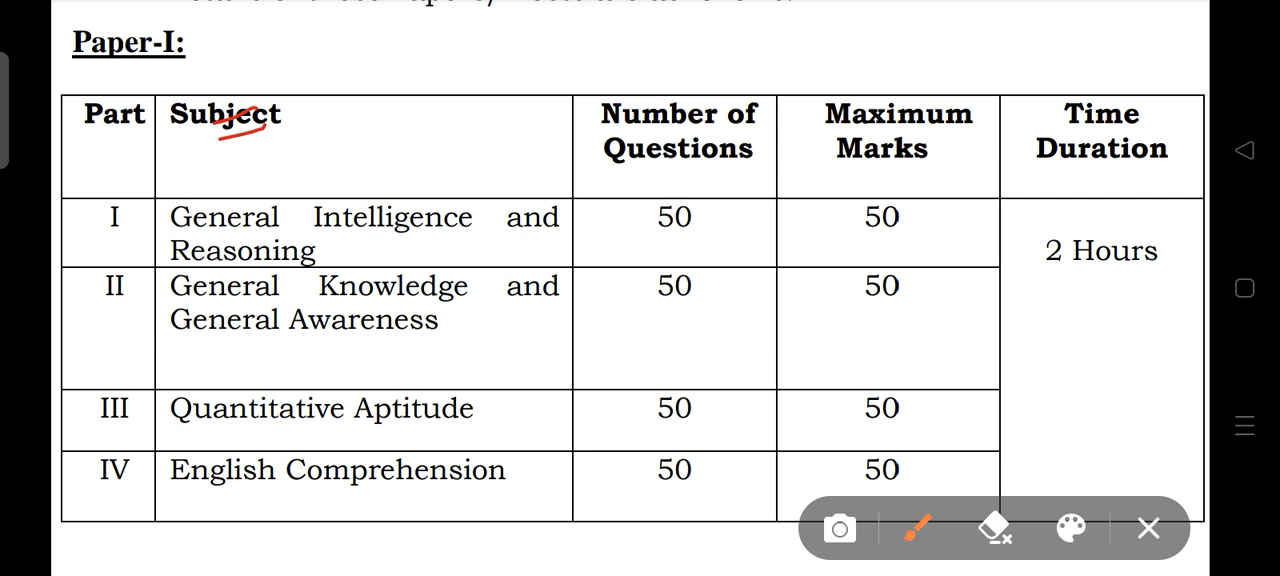 Paper-I:
Part Subject Number of Questions Maximum Marks Time Duration
I General Intelligence and Reasoning 50 50 2 Hours
II General Knowledge and General Awareness 50 50
III Quantitative Aptitude 50 50
IV English Comprehension 50 50